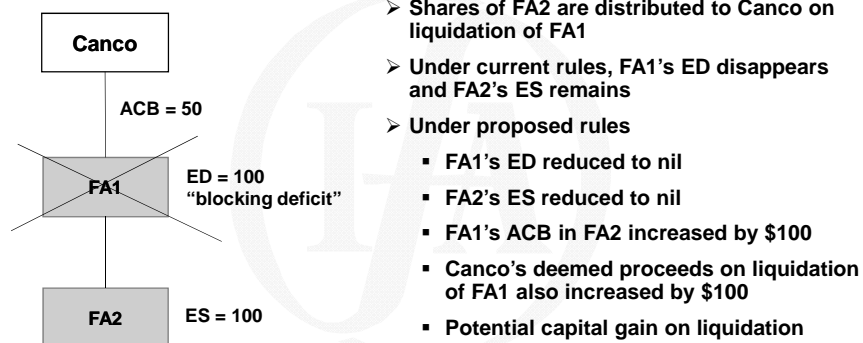 Canco
ACB = 50
FA1
ED = 100
“blocking deficit”
FA2
ES = 100
➢ Shares of FA2 are distributed to Canco on
liquidation of FA1
➢ Under current rules, FA1’s ED disappears
and FA2’s ES remains
➢ Under proposed rules
▪ FA1’s ED reduced to nil
▪ FA2’s ES reduced to nil
▪ FA1’s ACB in FA2 increased by $100
▪ Canco’s deemed proceeds on liquidation
of FA1 also increased by $100
▪ Potential capital gain on liquidation